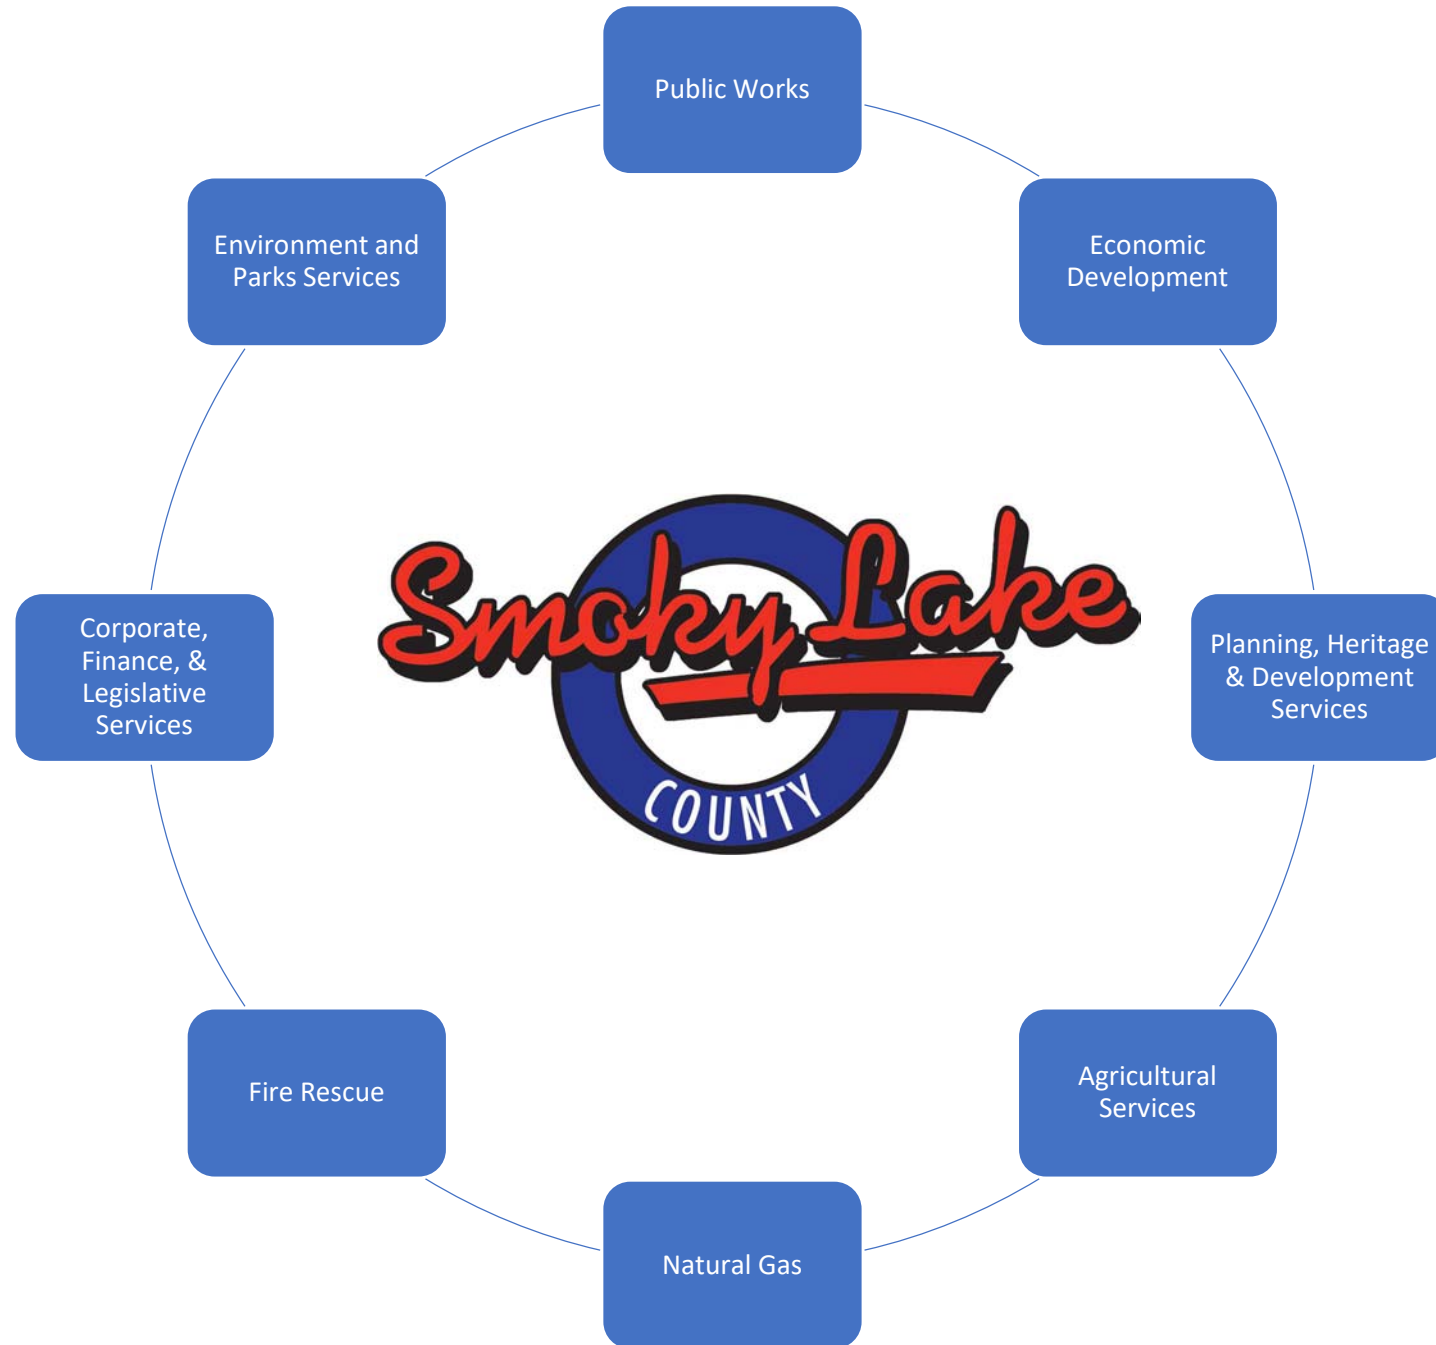 Public Works
Environment and
Parks Services
Economic
Development
Smoky Lake
COUNTY
Corporate,
Finance, &
Legislative
Services
Planning, Heritage
& Development
Services
Fire Rescue
Agricultural
Services
Natural Gas